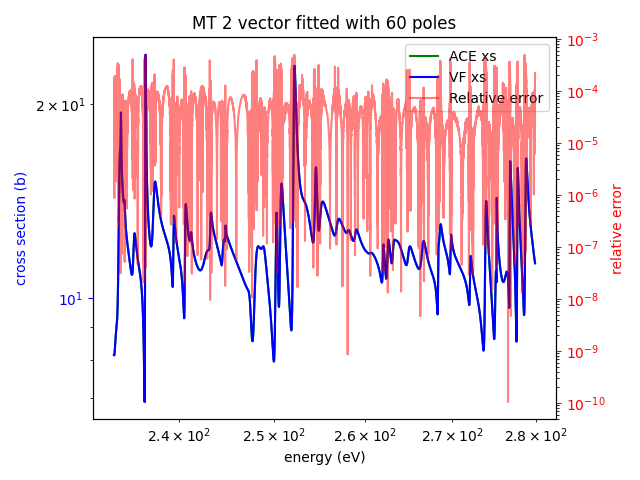 MT 2 vector fitted with 60 poles
ACE xs
VF xs
Relative error
cross section (b)
2 × 10¹
10¹
relative error
10⁻³
10⁻⁴
10⁻⁵
10⁻⁶
10⁻⁷
10⁻⁸
10⁻⁹
10⁻¹⁰
2.4 × 10² 2.5 × 10² 2.6 × 10² 2.7 × 10² 2.8 × 10²
energy (eV)